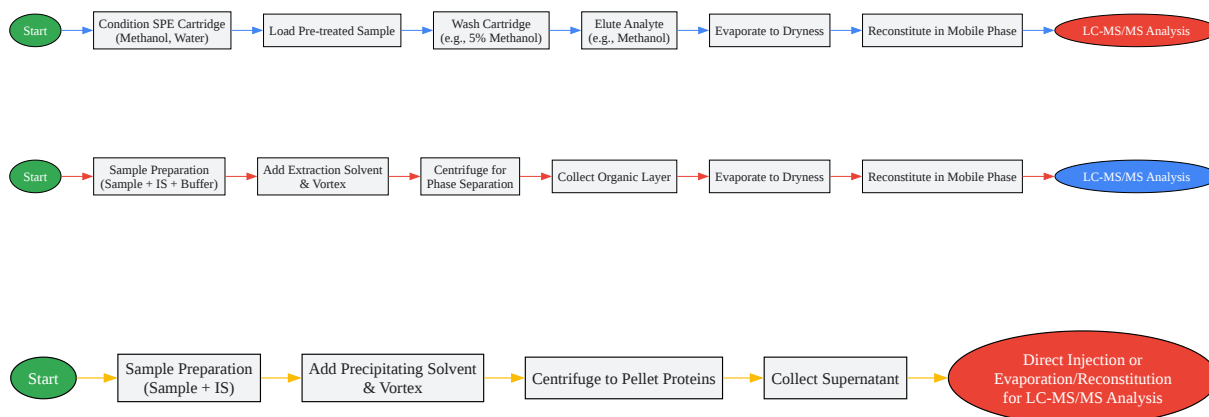 Start
Condition SPE Cartridge
(Methanol, Water)
Load Pre-treated Sample
Wash Cartridge
(e.g., 5% Methanol)
Elute Analyte
(e.g., Methanol)
Evaporate to Dryness
Reconstitute in Mobile Phase
LC-MS/MS Analysis
Start
Sample Preparation
(Sample + IS + Buffer)
Add Extraction Solvent
& Vortex
Centrifuge for
Phase Separation
Collect Organic Layer
Evaporate to Dryness
Reconstitute in Mobile Phase
LC-MS/MS Analysis
Start
Sample Preparation
(Sample + IS)
Add Precipitating Solvent
& Vortex
Centrifuge to Pellet Proteins
Collect Supernatant
Direct Injection or
Evaporation/Reconstitution
for LC-MS/MS Analysis